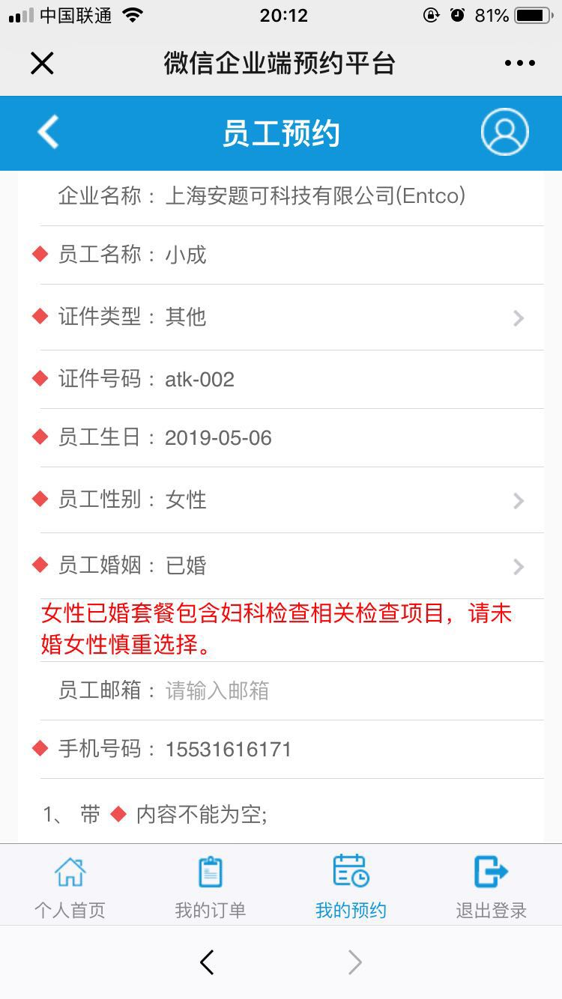 中国联通 20:12 81%
微信企业端预约平台
员工预约
企业名称：上海安题可科技有限公司(Entco)
员工名称：小成
证件类型：其他
证件号码：atk-002
员工生日：2019-05-06
员工性别：女性
员工婚姻：已婚
女性已婚套餐包含妇科检查相关检查项目，请未
婚女性慎重选择。
员工邮箱：请输入邮箱
手机号码：15531616171
1、 带 ◆ 内容不能为空;
个人首页 我的订单 我的预约 退出登录